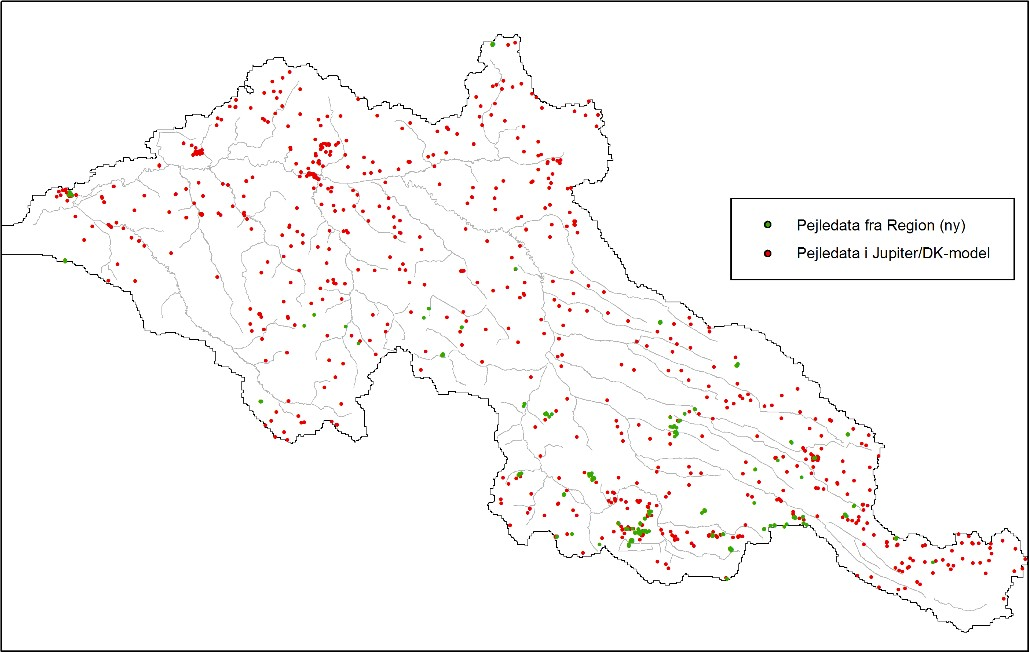 Pejledata fra Region (ny)
Pejledata i Jupiter/DK-model